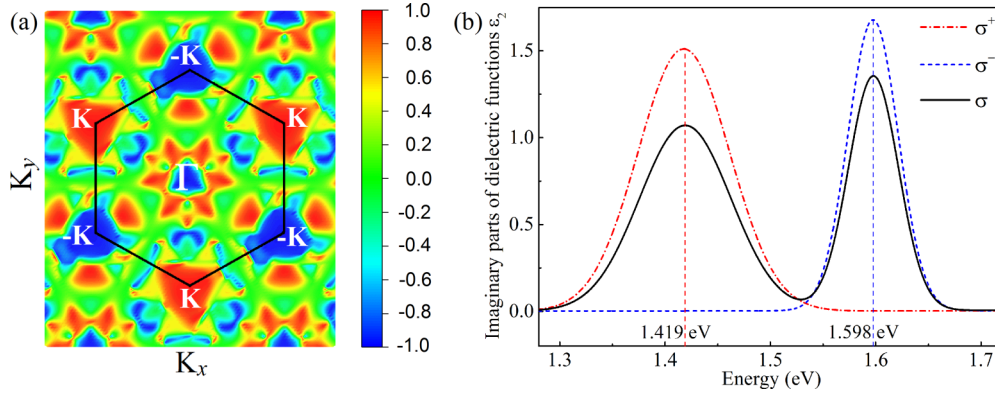 (a)
-K
K
K
Γ
-K
-K
K
K_y
K_x
1.0
0.8
0.6
0.4
0.2
0.0
-0.2
-0.4
-0.6
-0.8
-1.0
(b)
Imaginary parts of dielectric functions ε₂
1.5
1.0
0.5
0.0
σ⁺
σ⁻
σ
1.419 eV
1.598 eV
1.3
1.4
1.5
1.6
1.7
Energy (eV)